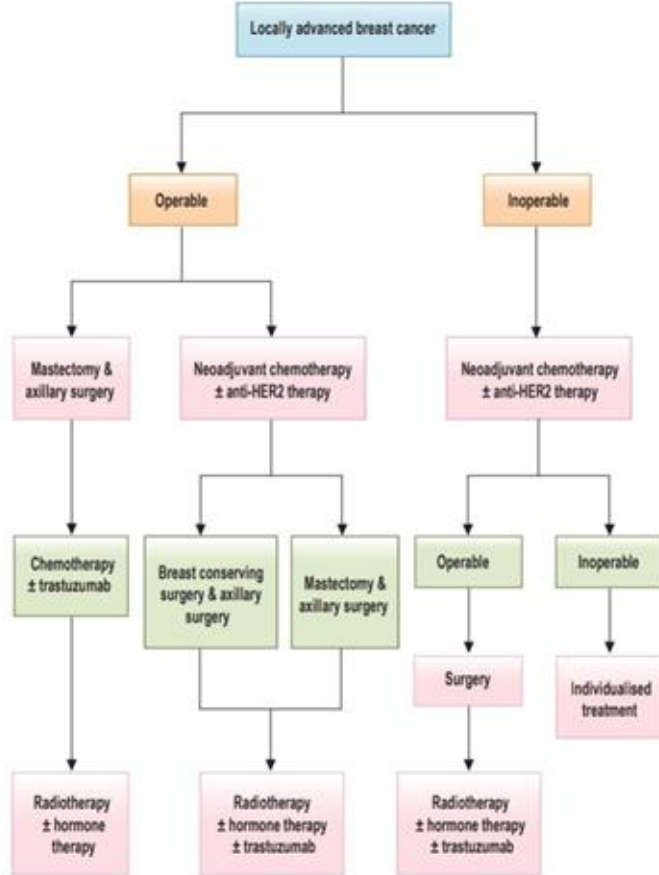 Locally advanced breast cancer
Operable
Inoperable
Mastectomy &
axillary surgery
Neoadjuvant chemotherapy
± anti-HER2 therapy
Neoadjuvant chemotherapy
± anti-HER2 therapy
Chemotherapy
± trastuzumab
Breast conserving
surgery & axillary
surgery
Mastectomy &
axillary surgery
Operable
Inoperable
Surgery
Individualised
treatment
Radiotherapy
± hormone
therapy
Radiotherapy
± hormone therapy
± trastuzumab
Radiotherapy
± hormone therapy
± trastuzumab